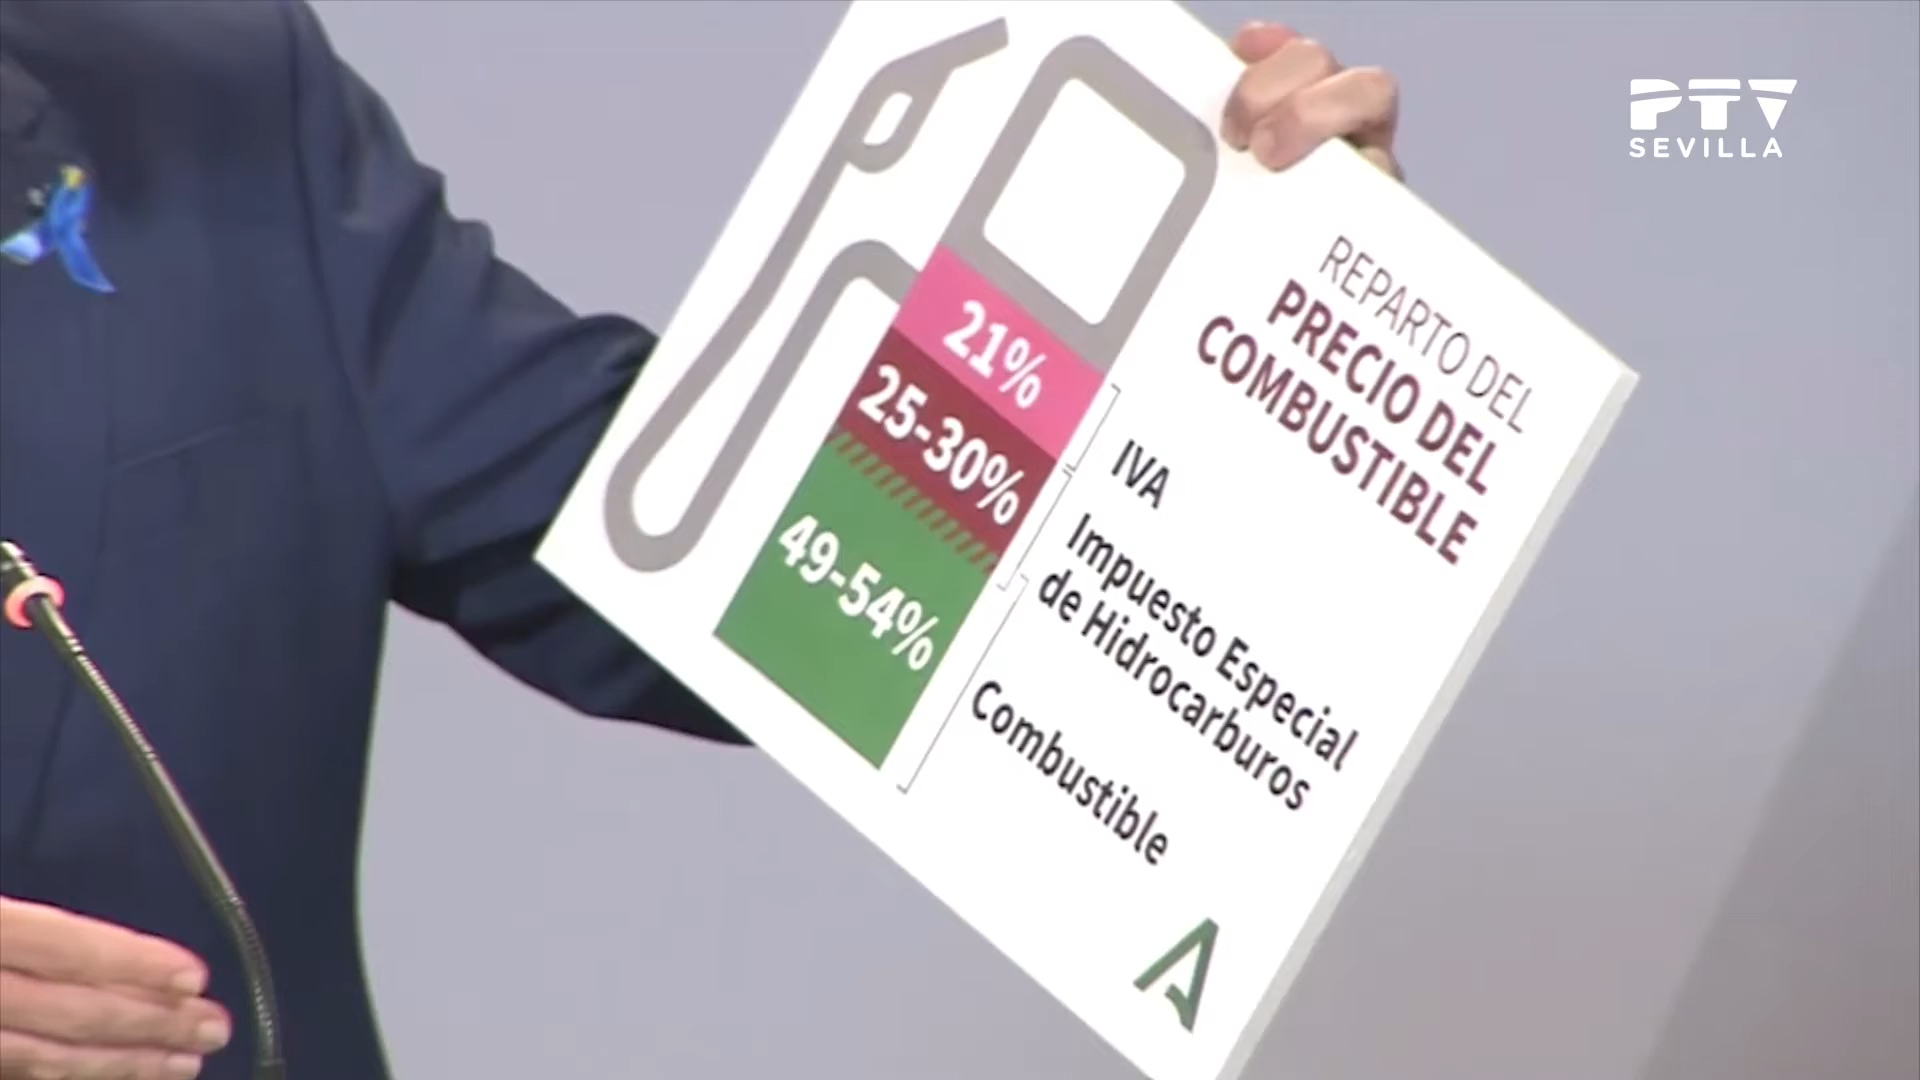 PTV
SEVILLA
REPARTO DEL
PRECIO DEL
COMBUSTIBLE
21%
IVA
25-30%
Impuesto Especial
de Hidrocarburos
49-54%
Combustible